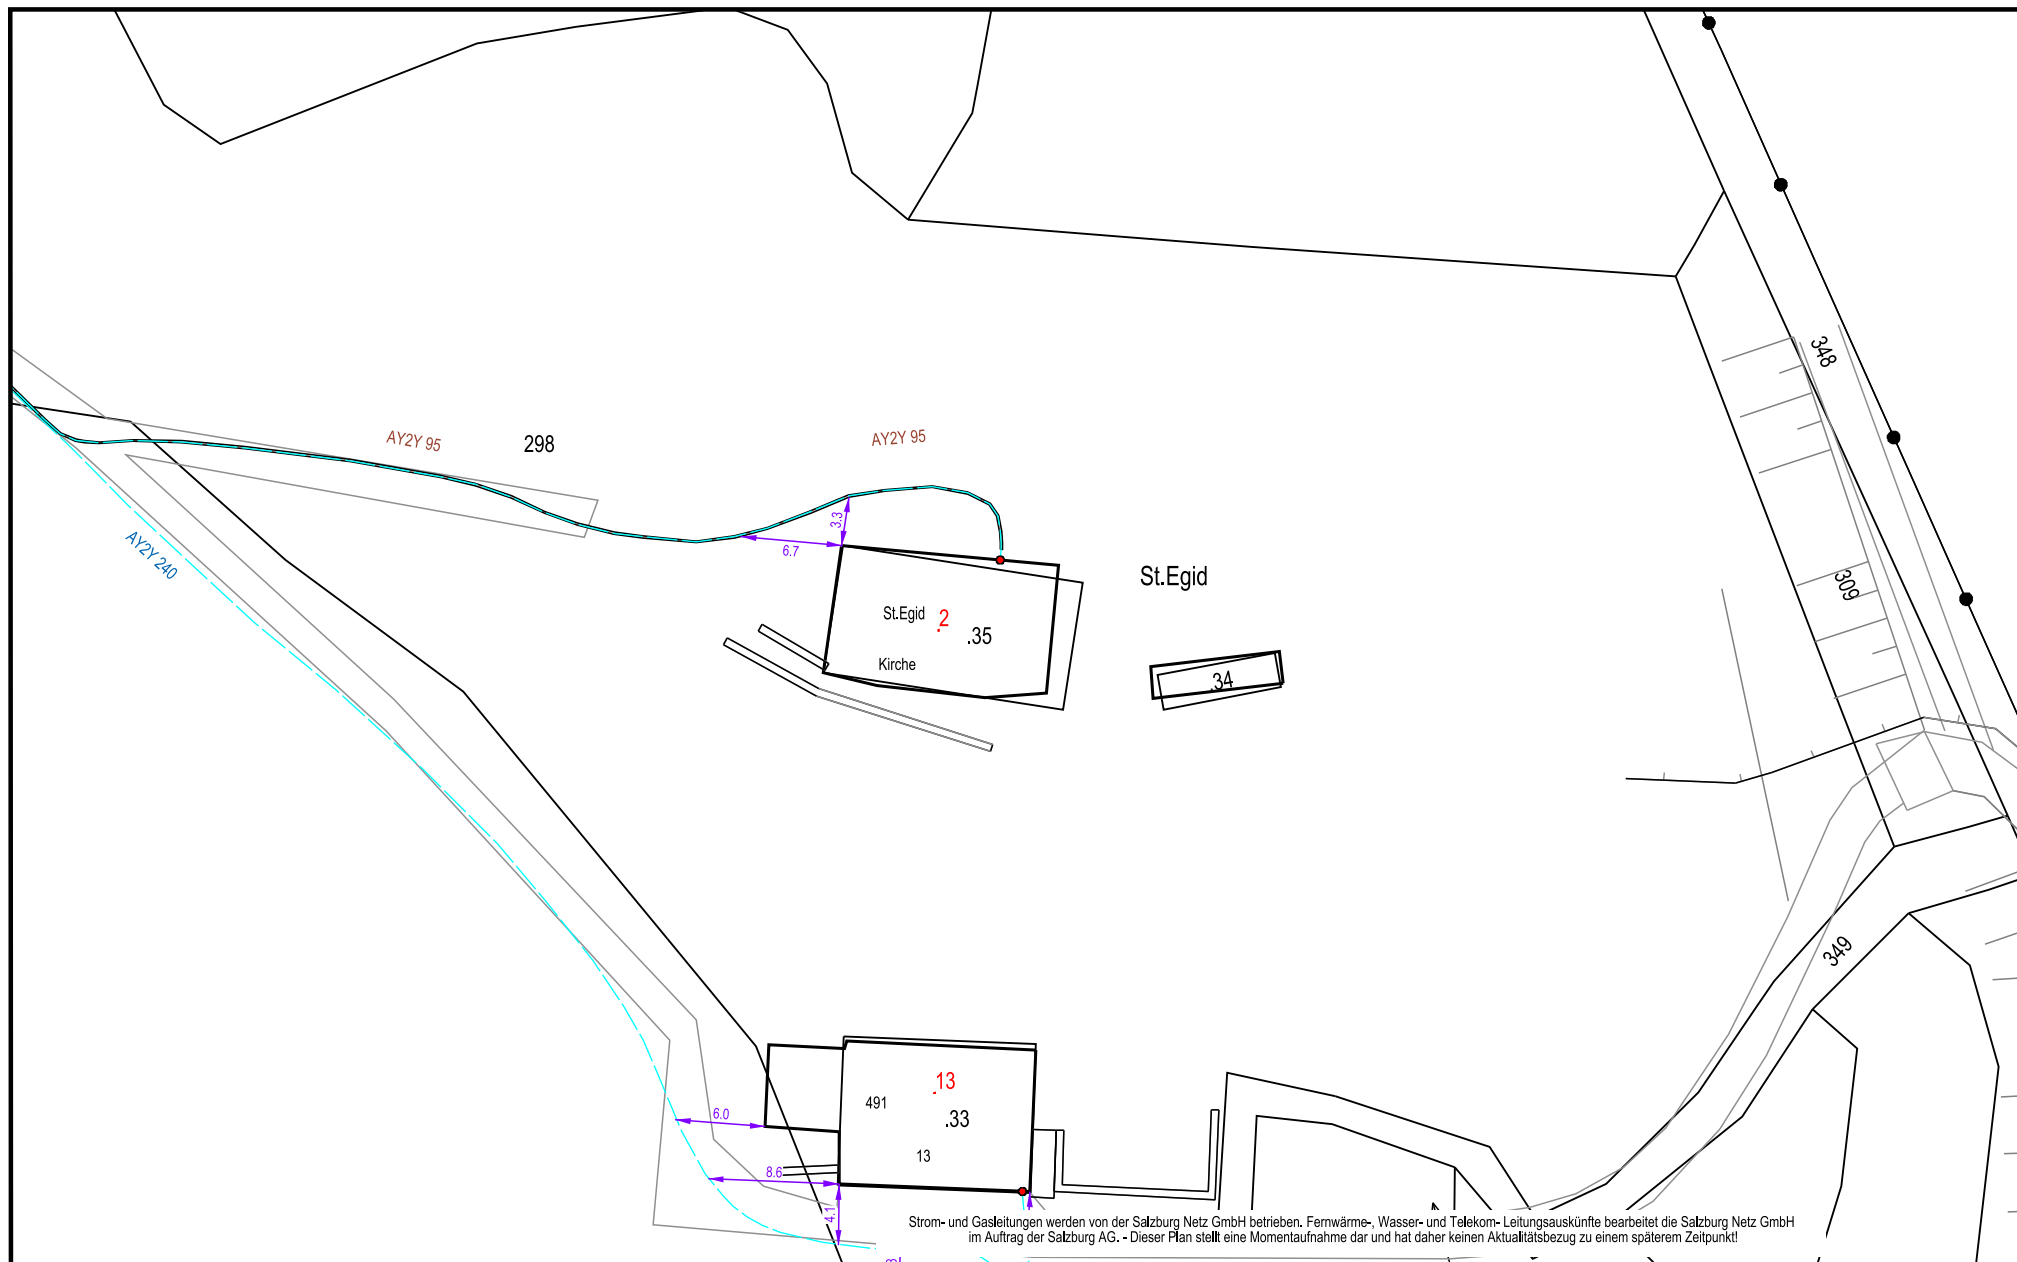 348
AY2Y 95
298
AY2Y 95
3.3
6.7
AY2Y 240
St.Egid
309
St.Egid
2
.35
Kirche
.34
349
13
491
.33
6.0
13
8.6
4.1
Strom- und Gasleitungen werden von der Salzburg Netz GmbH betrieben. Fernwärme-, Wasser- und Telekom- Leitungsauskünfte bearbeitet die Salzburg Netz GmbH
im Auftrag der Salzburg AG. - Dieser Plan stellt eine Momentaufnahme dar und hat daher keinen Aktualitätsbezug zu einem späterem Zeitpunkt!